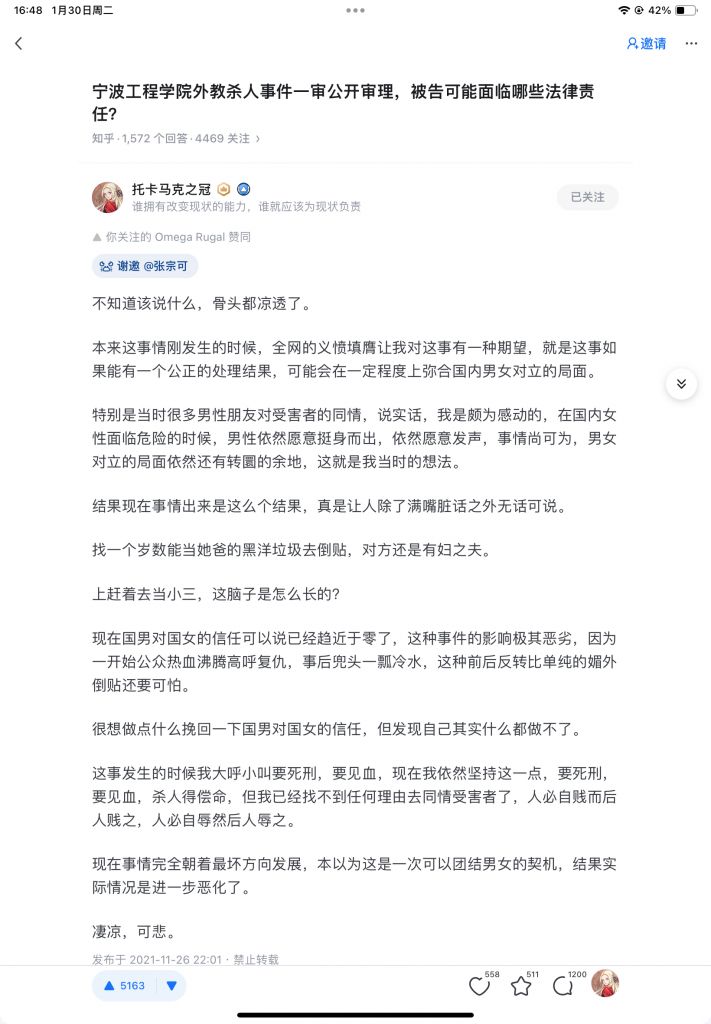 16:48 1月30日周二
42%
邀请
宁波工程学院外教杀人事件一审公开审理，被告可能面临哪些法律责
任？
知乎 · 1,572 个回答 · 4469 关注
托卡马克之冠
谁拥有改变现状的能力，谁就应该为现状负责
已关注
你关注的 Omega Rugal 赞同
谢邀 @张宗可
不知道该说什么，骨头都凉透了。
本来这事情刚发生的时候，全网的义愤填膺让我对这事有一种期望，就是这事如
果能有一个公正的处理结果，可能会在一定程度上弥合国内男女对立的局面。
特别是当时很多男性朋友对受害者的同情，说实话，我是颇为感动的，在国内女
性面临危险的时候，男性依然愿意挺身而出，依然愿意发声，事情尚可为，男女
对立的局面依然还有转圜的余地，这就是我当时的想法。
结果现在事情出来是这么个结果，真是让人除了满嘴脏话之外无话可说。
找一个岁数能当她爸的黑洋垃圾去倒贴，对方还是有妇之夫。
上赶着去当小三，这脑子是怎么长的？
现在国男对国女的信任可以说已经趋近于零了，这种事件的影响极其恶劣，因为
一开始公众热血沸腾高呼复仇，事后兜头一瓢冷水，这种前后反转比单纯的媚外
倒贴还要可怕。
很想做点什么挽回一下国男对国女的信任，但发现自己其实什么都做不了。
这事发生的时候我大呼小叫要死刑，要见血，现在我依然坚持这一点，要死刑，
要见血，杀人得偿命，但我已经找不到任何理由去同情受害者了，人必自贱而后
人贱之，人必自辱然后人辱之。
现在事情完全朝着最坏方向发展，本以为这是一次可以团结男女的契机，结果实
际情况是进一步恶化了。
凄凉，可悲。
发布于 2021-11-26 22:01 · 禁止转载
5163
558
511
1200